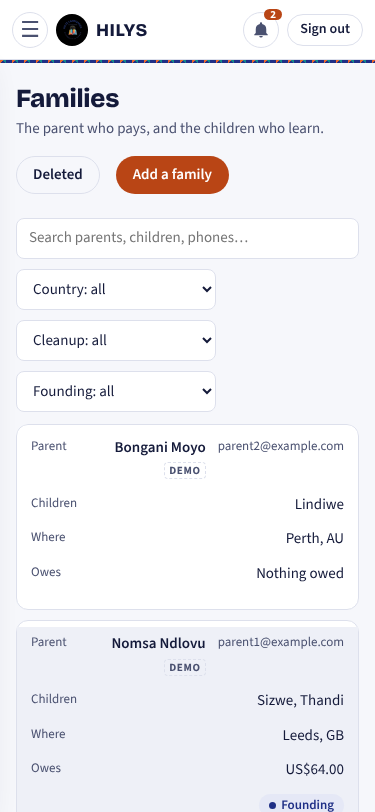 HILYS
2
Sign out
Families
The parent who pays, and the children who learn.
Deleted
Add a family
Search parents, children, phones…
Country: all
Cleanup: all
Founding: all
Parent Bongani Moyo parent2@example.com
DEMO
Children Lindiwe
Where Perth, AU
Owes Nothing owed
Parent Nomsa Ndlovu parent1@example.com
DEMO
Children Sizwe, Thandi
Where Leeds, GB
Owes US$64.00
Founding